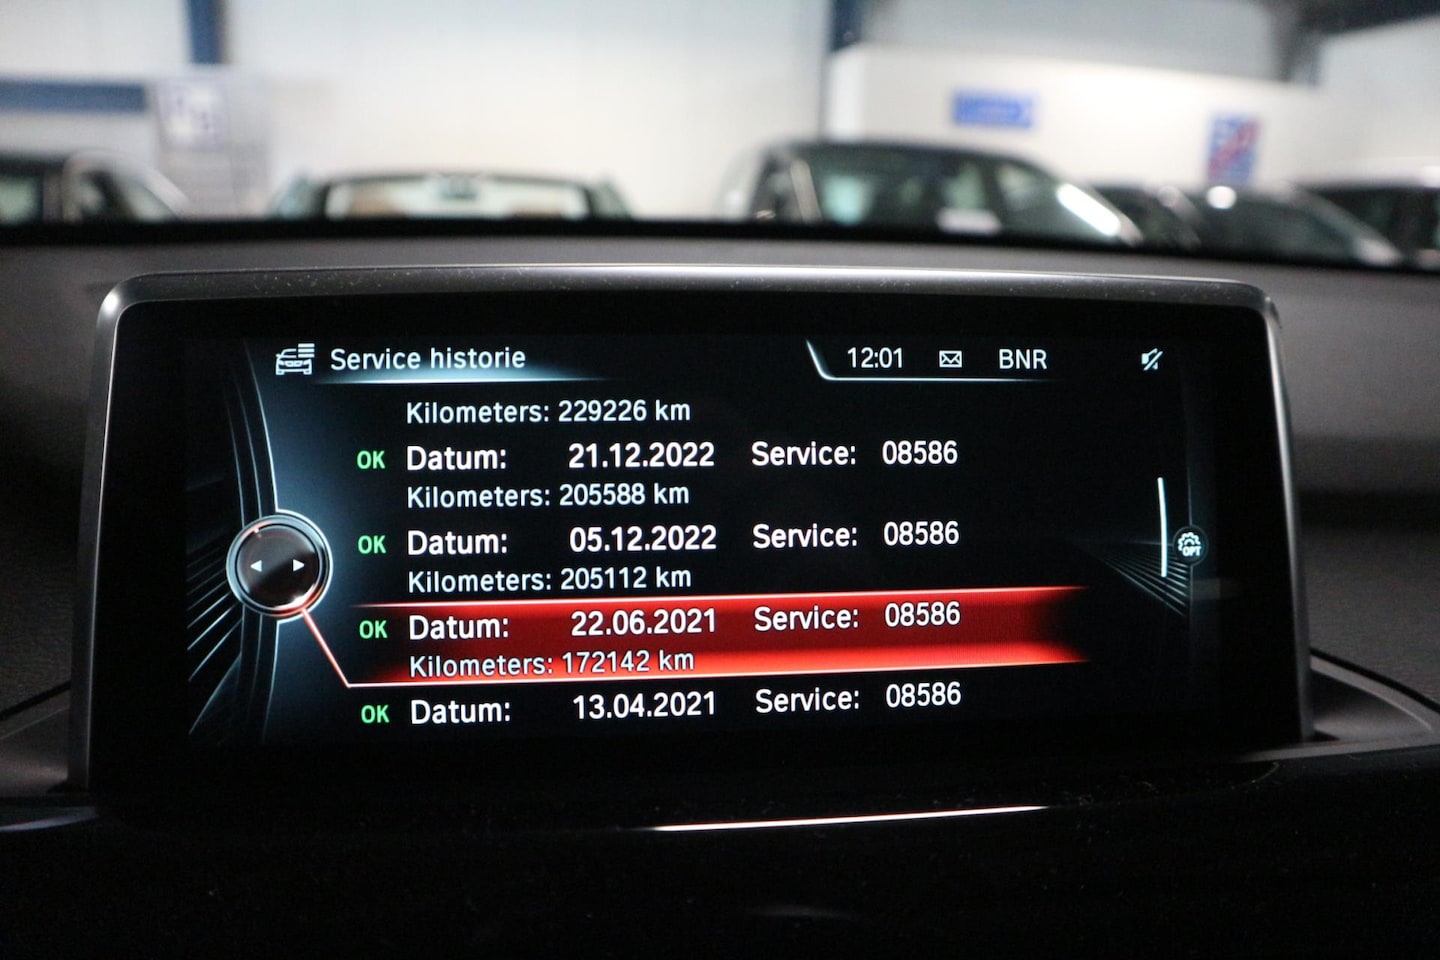 Service historie 12:01 BNR
Kilometers: 229226 km
OK Datum: 21.12.2022 Service: 08586
Kilometers: 205588 km
OK Datum: 05.12.2022 Service: 08586
Kilometers: 205112 km
OPT
OK Datum: 22.06.2021 Service: 08586
Kilometers: 172142 km
OK Datum: 13.04.2021 Service: 08586